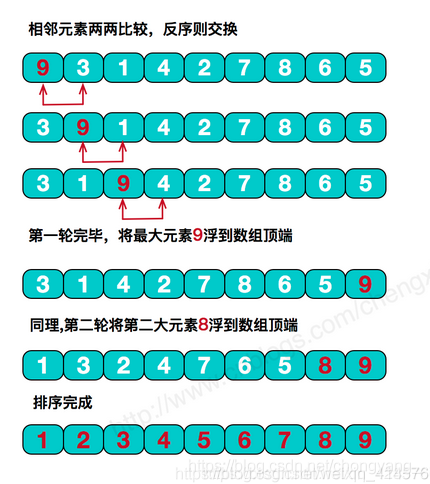 相邻元素两两比较，反序则交换
9 3 1 4 2 7 8 6 5
3 9 1 4 2 7 8 6 5
3 1 9 4 2 7 8 6 5
第一轮完毕，将最大元素9浮到数组顶端
3 1 4 2 7 8 6 5 9
同理,第二轮将第二大元素8浮到数组顶端
1 3 2 4 7 6 5 8 9
排序完成
1 2 3 4 5 6 7 8 9